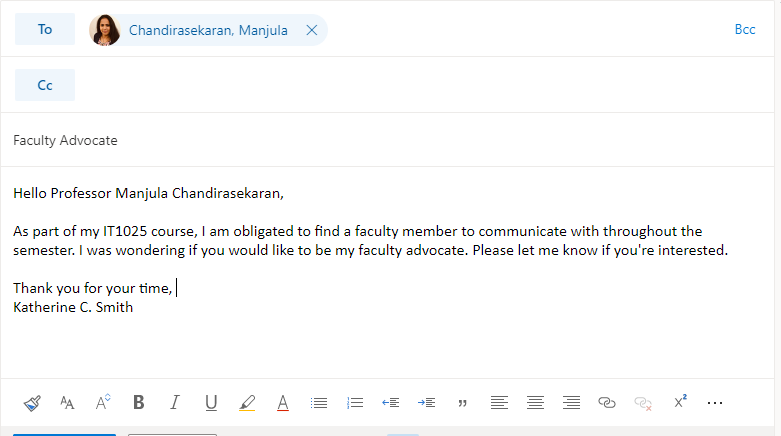 To Chandirasekaran, Manjula Bcc
Cc
Faculty Advocate
Hello Professor Manjula Chandirasekaran,
As part of my IT1025 course, I am obligated to find a faculty member to communicate with throughout the
semester. I was wondering if you would like to be my faculty advocate. Please let me know if you're interested.
Thank you for your time,
Katherine C. Smith
AA A B I U A " x²